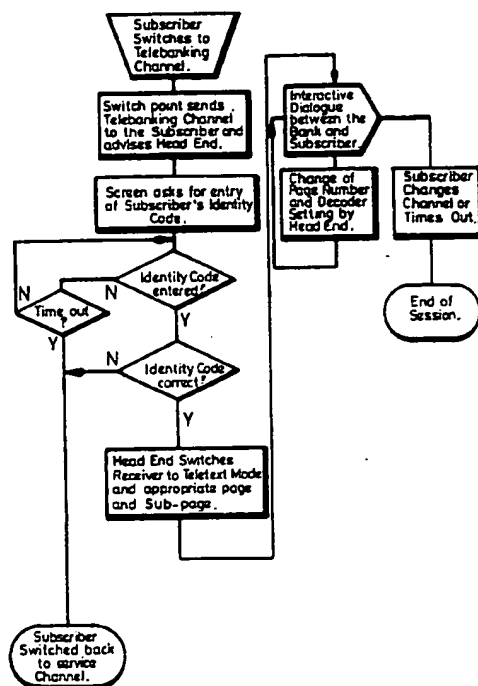 Subscriber
Switches to
Telebanking
Channel.
Switch point sends.
Telebanking Channel
to the Subscriber and
advises Head End.
Screen asks for entry
of Subscriber's Identity
Code.
Identity Code
entered?
N
N
Time out
?
Y
Y
Identity Code
correct?
N
Y
Head End Switches
Receiver to Teletext Mode
and appropriate page
and Sub-page.
Subscriber
Switched back
to service
Channel.
Interactive
Dialogue
between the
Bank and
Subscriber.
Change of
Page Number
and Decoder
Setting by
Head End.
Subscriber
Changes
Channel or
Times Out.
End of
Session.